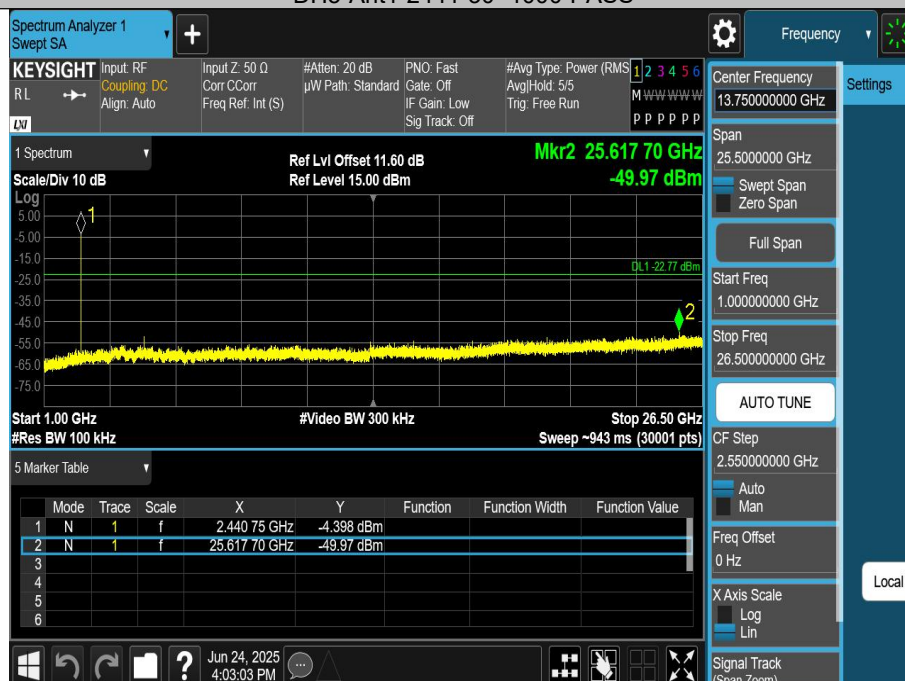 Spectrum Analyzer 1
Swept SA
+
Frequency
KEYSIGHT
RL
LXI
Input: RF
Coupling: DC
Align: Auto
Input Z: 50 Ω
Corr CCorr
Freq Ref: Int (S)
#Atten: 20 dB
µW Path: Standard
PNO: Fast
Gate: Off
IF Gain: Low
Sig Track: Off
#Avg Type: Power (RMS
Avg|Hold: 5/5
Trig: Free Run
1 2 3 4 5 6
M W W W W W
P P P P P P
1 Spectrum
Scale/Div 10 dB
Ref Lvl Offset 11.60 dB
Ref Level 15.00 dBm
Mkr2 25.617 70 GHz
-49.97 dBm
Log
5.00
-5.00
-15.0
-25.0
-35.0
-45.0
-55.0
-65.0
-75.0
1
DL1 -22.77 dBm
2
Start 1.00 GHz
#Res BW 100 kHz
#Video BW 300 kHz
Stop 26.50 GHz
Sweep ~943 ms (30001 pts)
5 Marker Table
Mode Trace Scale X Y Function Function Width Function Value
1 N 1 f 2.440 75 GHz -4.398 dBm
2 N 1 f 25.617 70 GHz -49.97 dBm
3
4
5
6
Jun 24, 2025
4:03:03 PM
?
Center Frequency
13.750000000 GHz
Span
25.5000000 GHz
Swept Span
Zero Span
Full Span
Start Freq
1.000000000 GHz
Stop Freq
26.500000000 GHz
AUTO TUNE
CF Step
2.550000000 GHz
Auto
Man
Freq Offset
0 Hz
X Axis Scale
Log
Lin
Signal Track
(Span Zoom)
Settings
Local